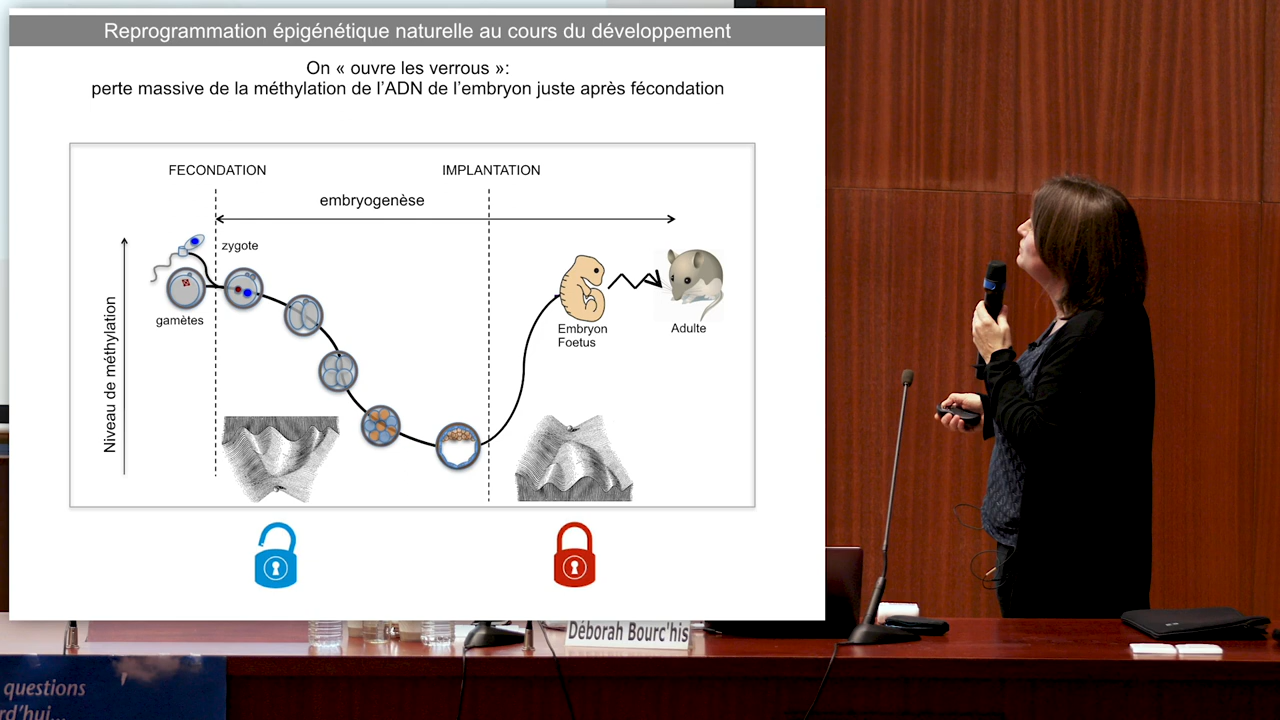 Reprogrammation épigénétique naturelle au cours du développement
On « ouvre les verrous »:
perte massive de la méthylation de l'ADN de l'embryon juste après fécondation
FECONDATION
IMPLANTATION
embryogenèse
zygote
gamètes
Niveau de méthylation
Embryon
Foetus
Adulte
Déborah Bourc'his
questions
rd'hui...